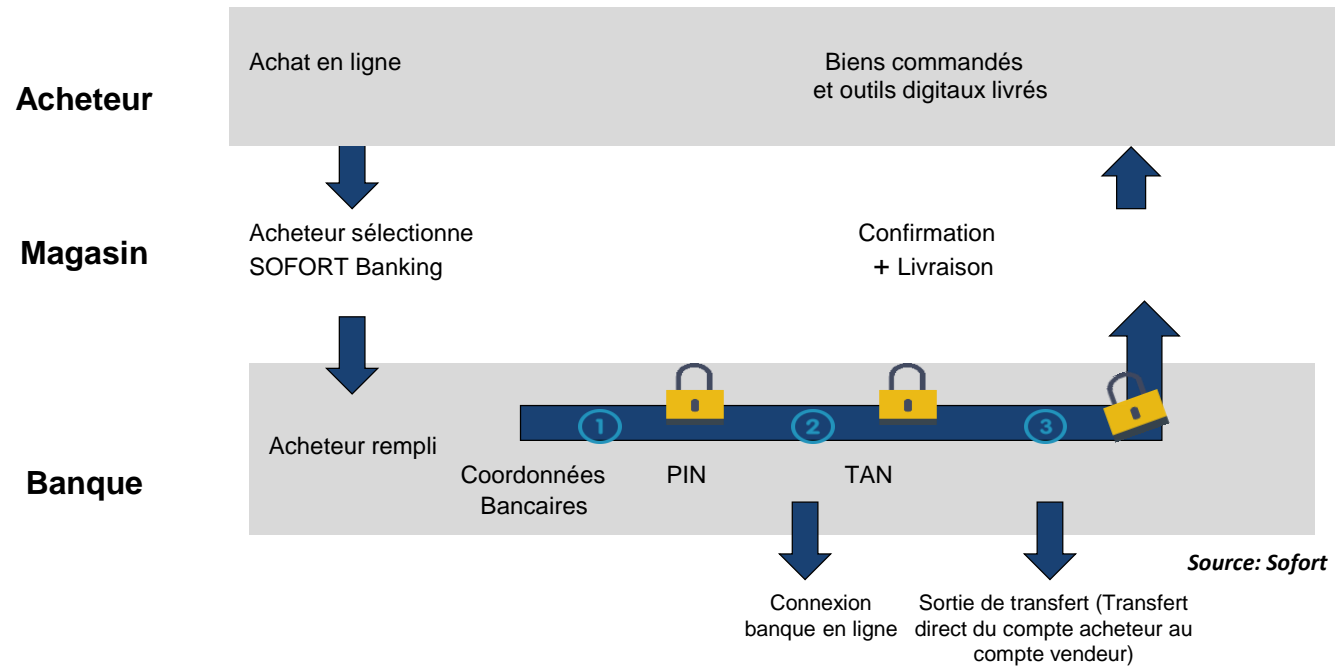 Acheteur
Achat en ligne
Biens commandés
et outils digitaux livrés
Magasin
Acheteur sélectionne
SOFORT Banking
Confirmation
+ Livraison
Banque
Acheteur rempli
1
2
3
Coordonnées
Bancaires
PIN
TAN
Source: Sofort
Connexion
banque en ligne
Sortie de transfert (Transfert
direct du compte acheteur au
compte vendeur)